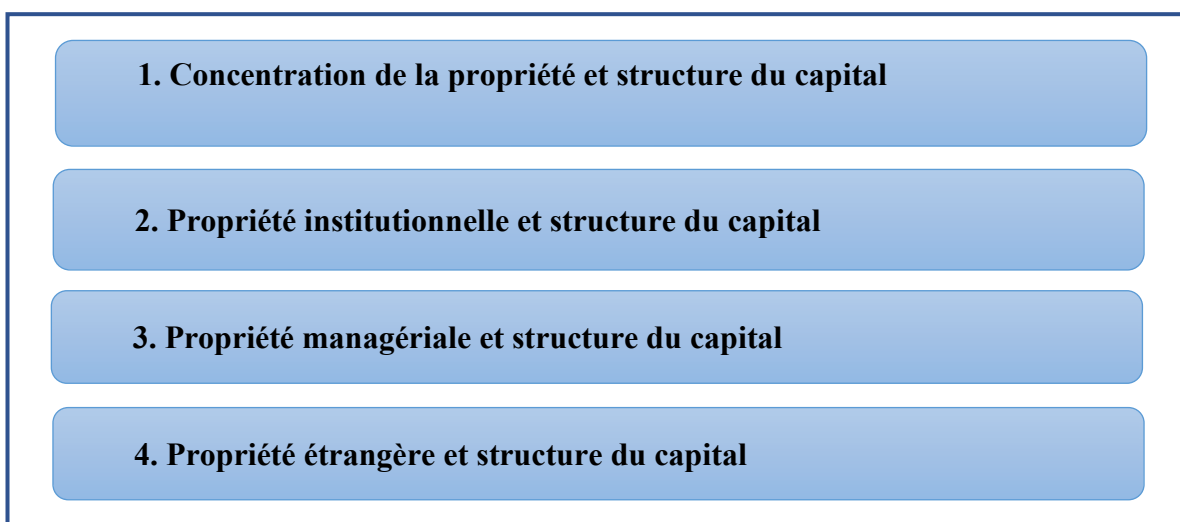 1. Concentration de la propriété et structure du capital
2. Propriété institutionnelle et structure du capital
3. Propriété managériale et structure du capital
4. Propriété étrangère et structure du capital